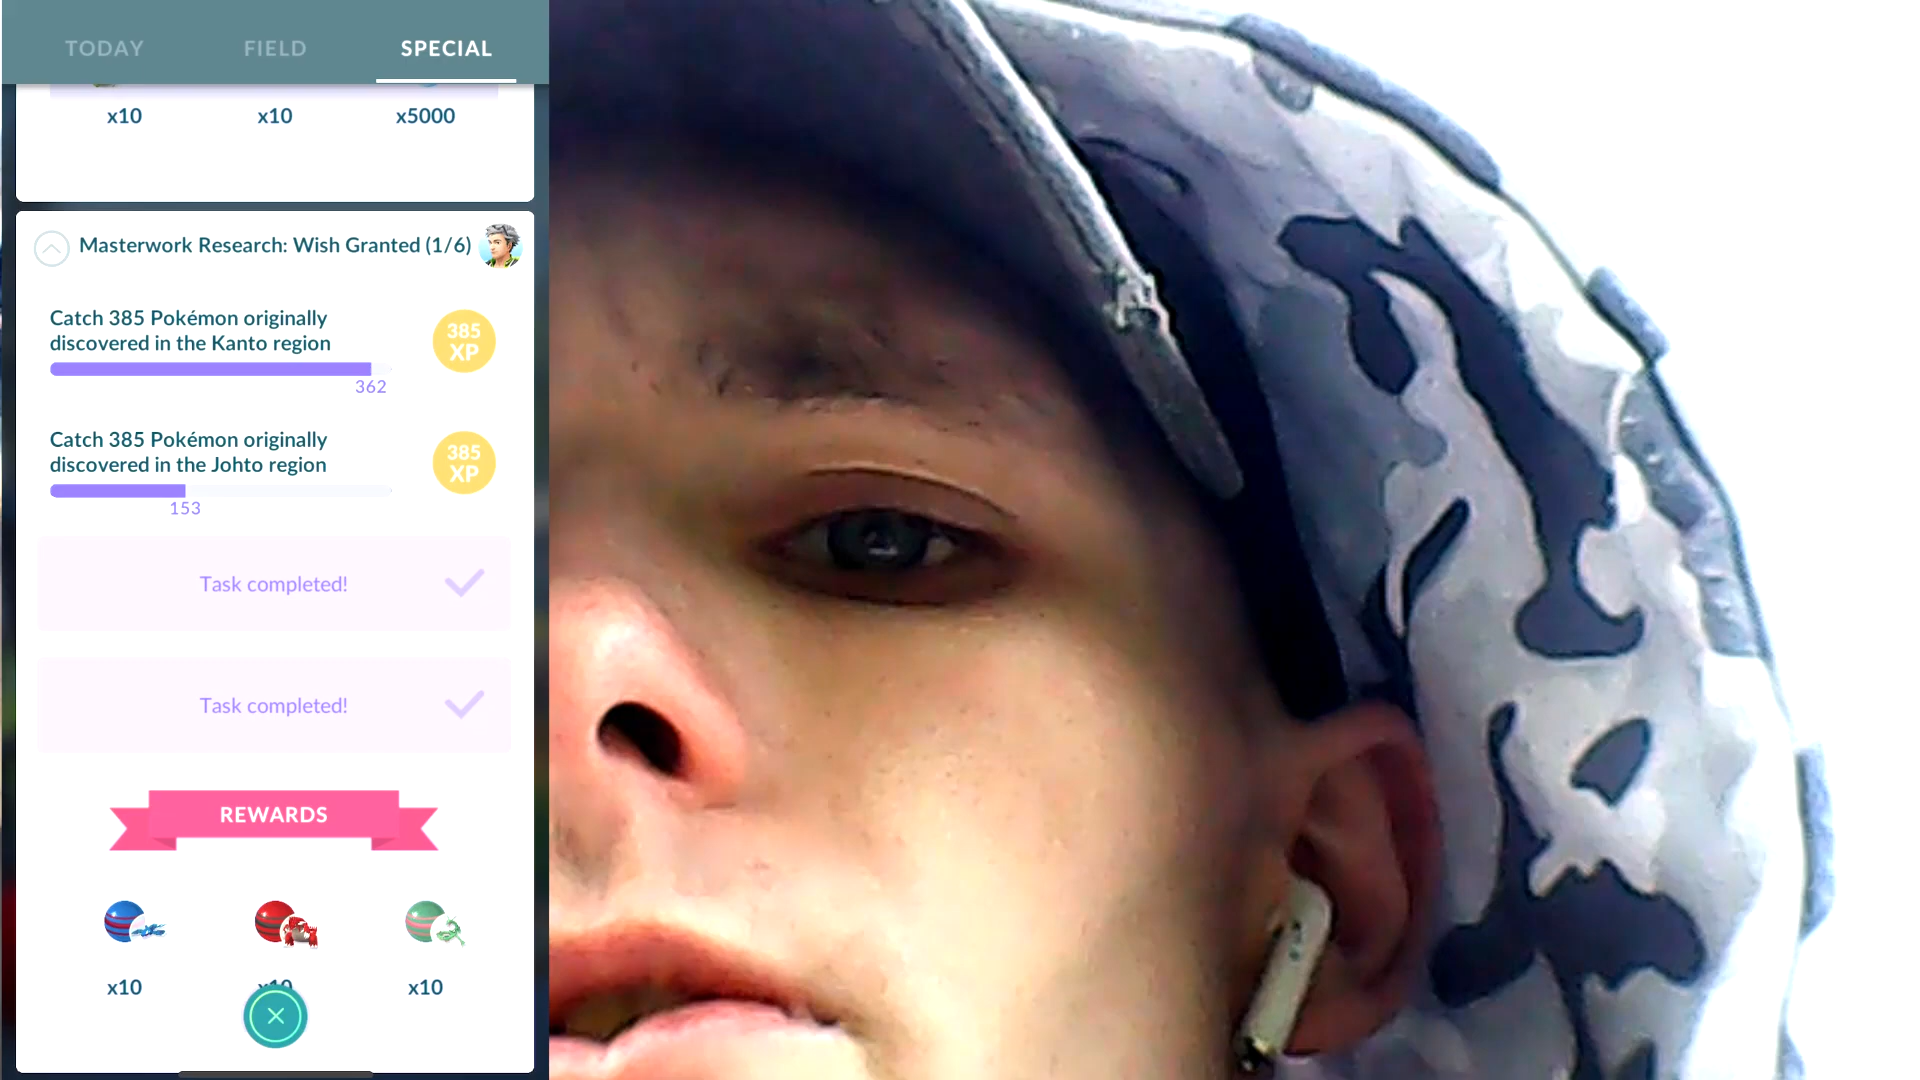 TODAY FIELD SPECIAL
x10 x10 x5000
Masterwork Research: Wish Granted (1/6)
Catch 385 Pokémon originally
discovered in the Kanto region
385
XP
362
Catch 385 Pokémon originally
discovered in the Johto region
385
XP
153
Task completed!
Task completed!
REWARDS
x10 x10 x10